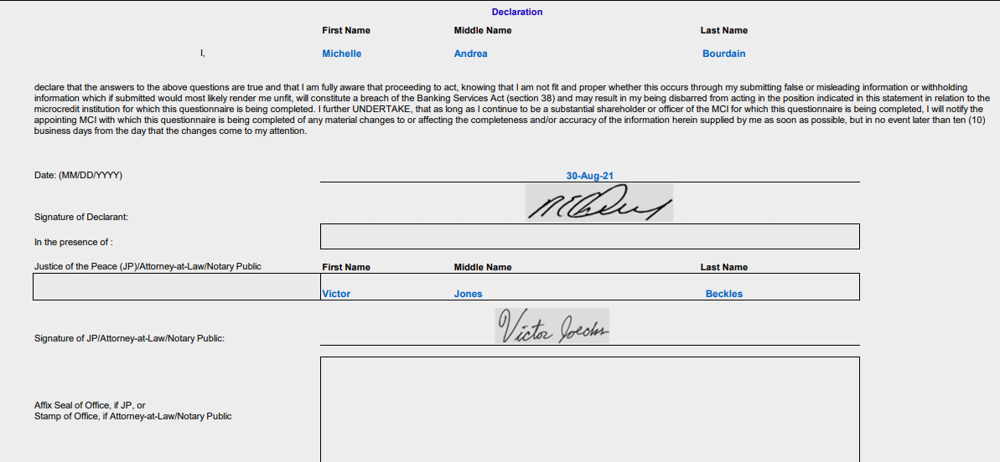 Declaration
First Name Middle Name Last Name
I, Michelle Andrea Bourdain
declare that the answers to the above questions are true and that I am fully aware that proceeding to act, knowing that I am not fit and proper whether this occurs through my submitting false or misleading information or withholding
information which if submitted would most likely render me unfit, will constitute a breach of the Banking Services Act (section 38) and may result in my being disbarred from acting in the position indicated in this statement in relation to the
microcredit institution for which this questionnaire is being completed. I further UNDERTAKE, that as long as I continue to be a substantial shareholder or officer of the MCI for which this questionnaire is being completed, I will notify the
appointing MCI with which this questionnaire is being completed of any material changes to or affecting the completeness and/or accuracy of the information herein supplied by me as soon as possible, but in no event later than ten (10)
business days from the day that the changes come to my attention.
Date: (MM/DD/YYYY) 30-Aug-21
Signature of Declarant:
In the presence of :
Justice of the Peace (JP)/Attorney-at-Law/Notary Public First Name Middle Name Last Name
Victor Jones Beckles
Signature of JP/Attorney-at-Law/Notary Public: Victor
Affix Seal of Office, if JP, or
Stamp of Office, if Attorney-at-Law/Notary Public